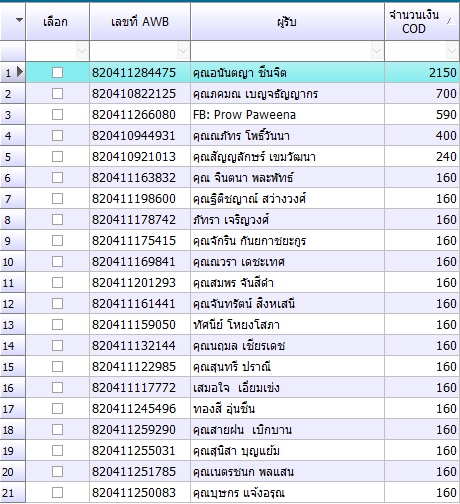 เลือก เลขที่ AWB ผู้รับ จำนวนเงิน COD
1 820411284475 คุณอนันตญา ชื่นจิต 2150
2 820410822125 คุณภคมณ เบญจธัญญากร 700
3 820411266080 FB: Prow Paweena 590
4 820410944931 คุณณภัทร โพธิ์วันนา 400
5 820410921013 คุณสัญญลักษร์ เขมวัฒนา 240
6 820411163832 คุณ จินตนา พละพัทธ์ 160
7 820411198600 คุณฐิติชญาณ์ สว่างวงศ์ 160
8 820411178742 ภัทรา เจริญวงศ์ 160
9 820411175415 คุณจักริน กันยกาชยะกูร 160
10 820411169841 คุณณวรา เดชะเทศ 160
11 820411201293 คุณสมพร จันสีดำ 160
12 820411161441 คุณจันทรัตน์ สิงหเสนี 160
13 820411159050 ทัศนีย์ โหยงโสภา 160
14 820411132144 คุณนฤมล เชียรเดช 160
15 820411122985 คุณสุนทรี ปราณี 160
16 820411117772 เสมอใจ เอี่ยมเข่ง 160
17 820411245496 ทองสี อุ่นชื้น 160
18 820411259290 คุณสายฝน เบิกบาน 160
19 820411255031 คุณสุนิสา บุญแย้ม 160
20 820411251785 คุณเนตรชนก พลแสน 160
21 820411250083 คุณบุษกร แจ้งอรุณ 160